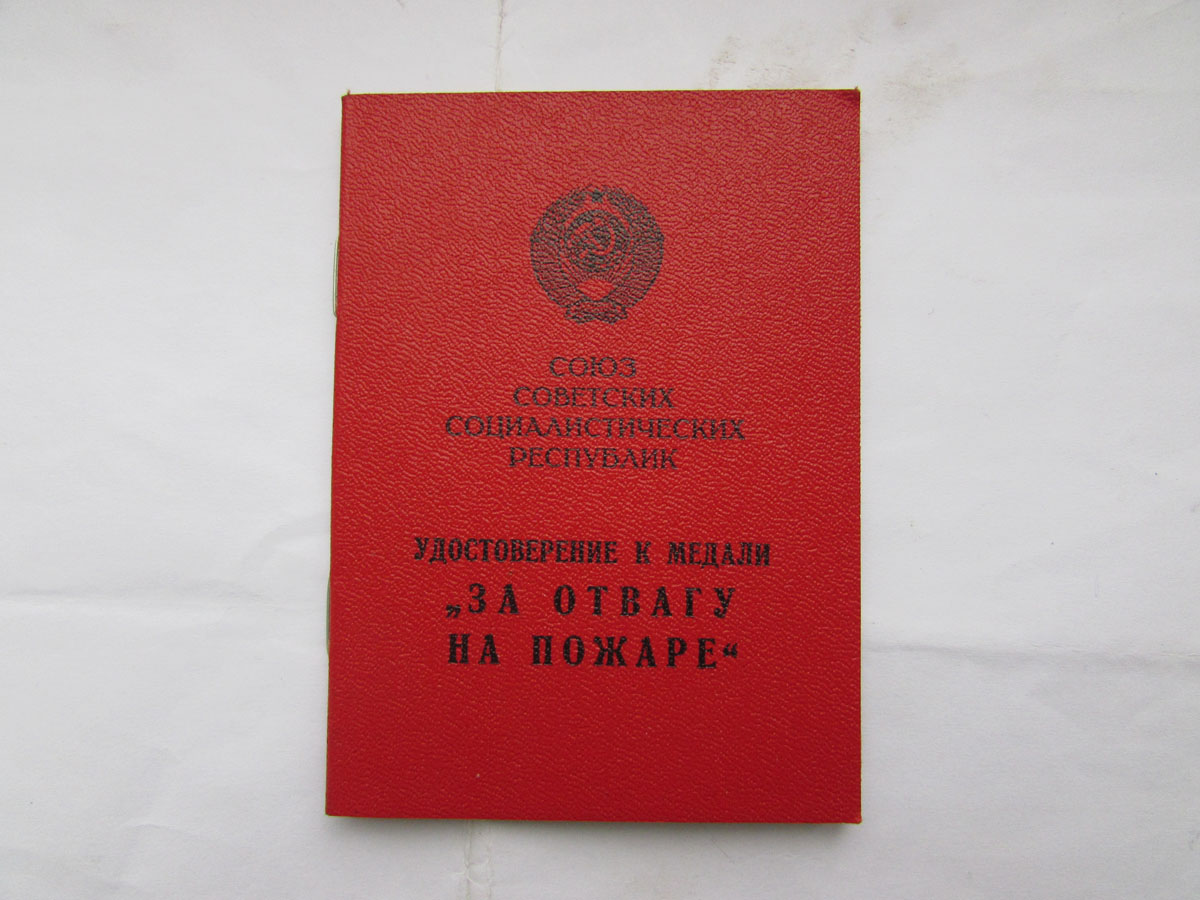 СОЮЗ
СОВЕТСКИХ
СОЦИАЛИСТИЧЕСКИХ
РЕСПУБЛИК
УДОСТОВЕРЕНИЕ К МЕДАЛИ
„ЗА ОТВАГУ
НА ПОЖАРЕ“